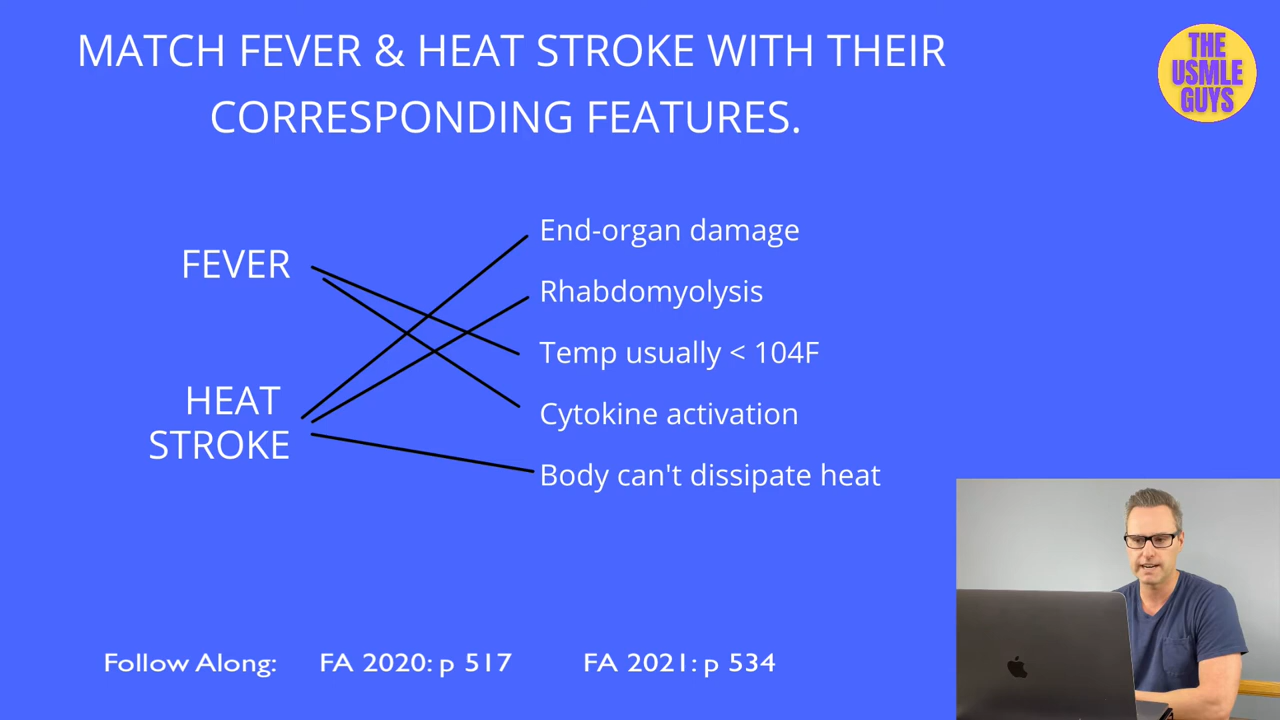 MATCH FEVER & HEAT STROKE WITH THEIR
CORRESPONDING FEATURES.
THE
USMLE
GUYS
FEVER
HEAT
STROKE
End-organ damage
Rhabdomyolysis
Temp usually < 104F
Cytokine activation
Body can't dissipate heat
Follow Along: FA 2020: p 517 FA 2021: p 534